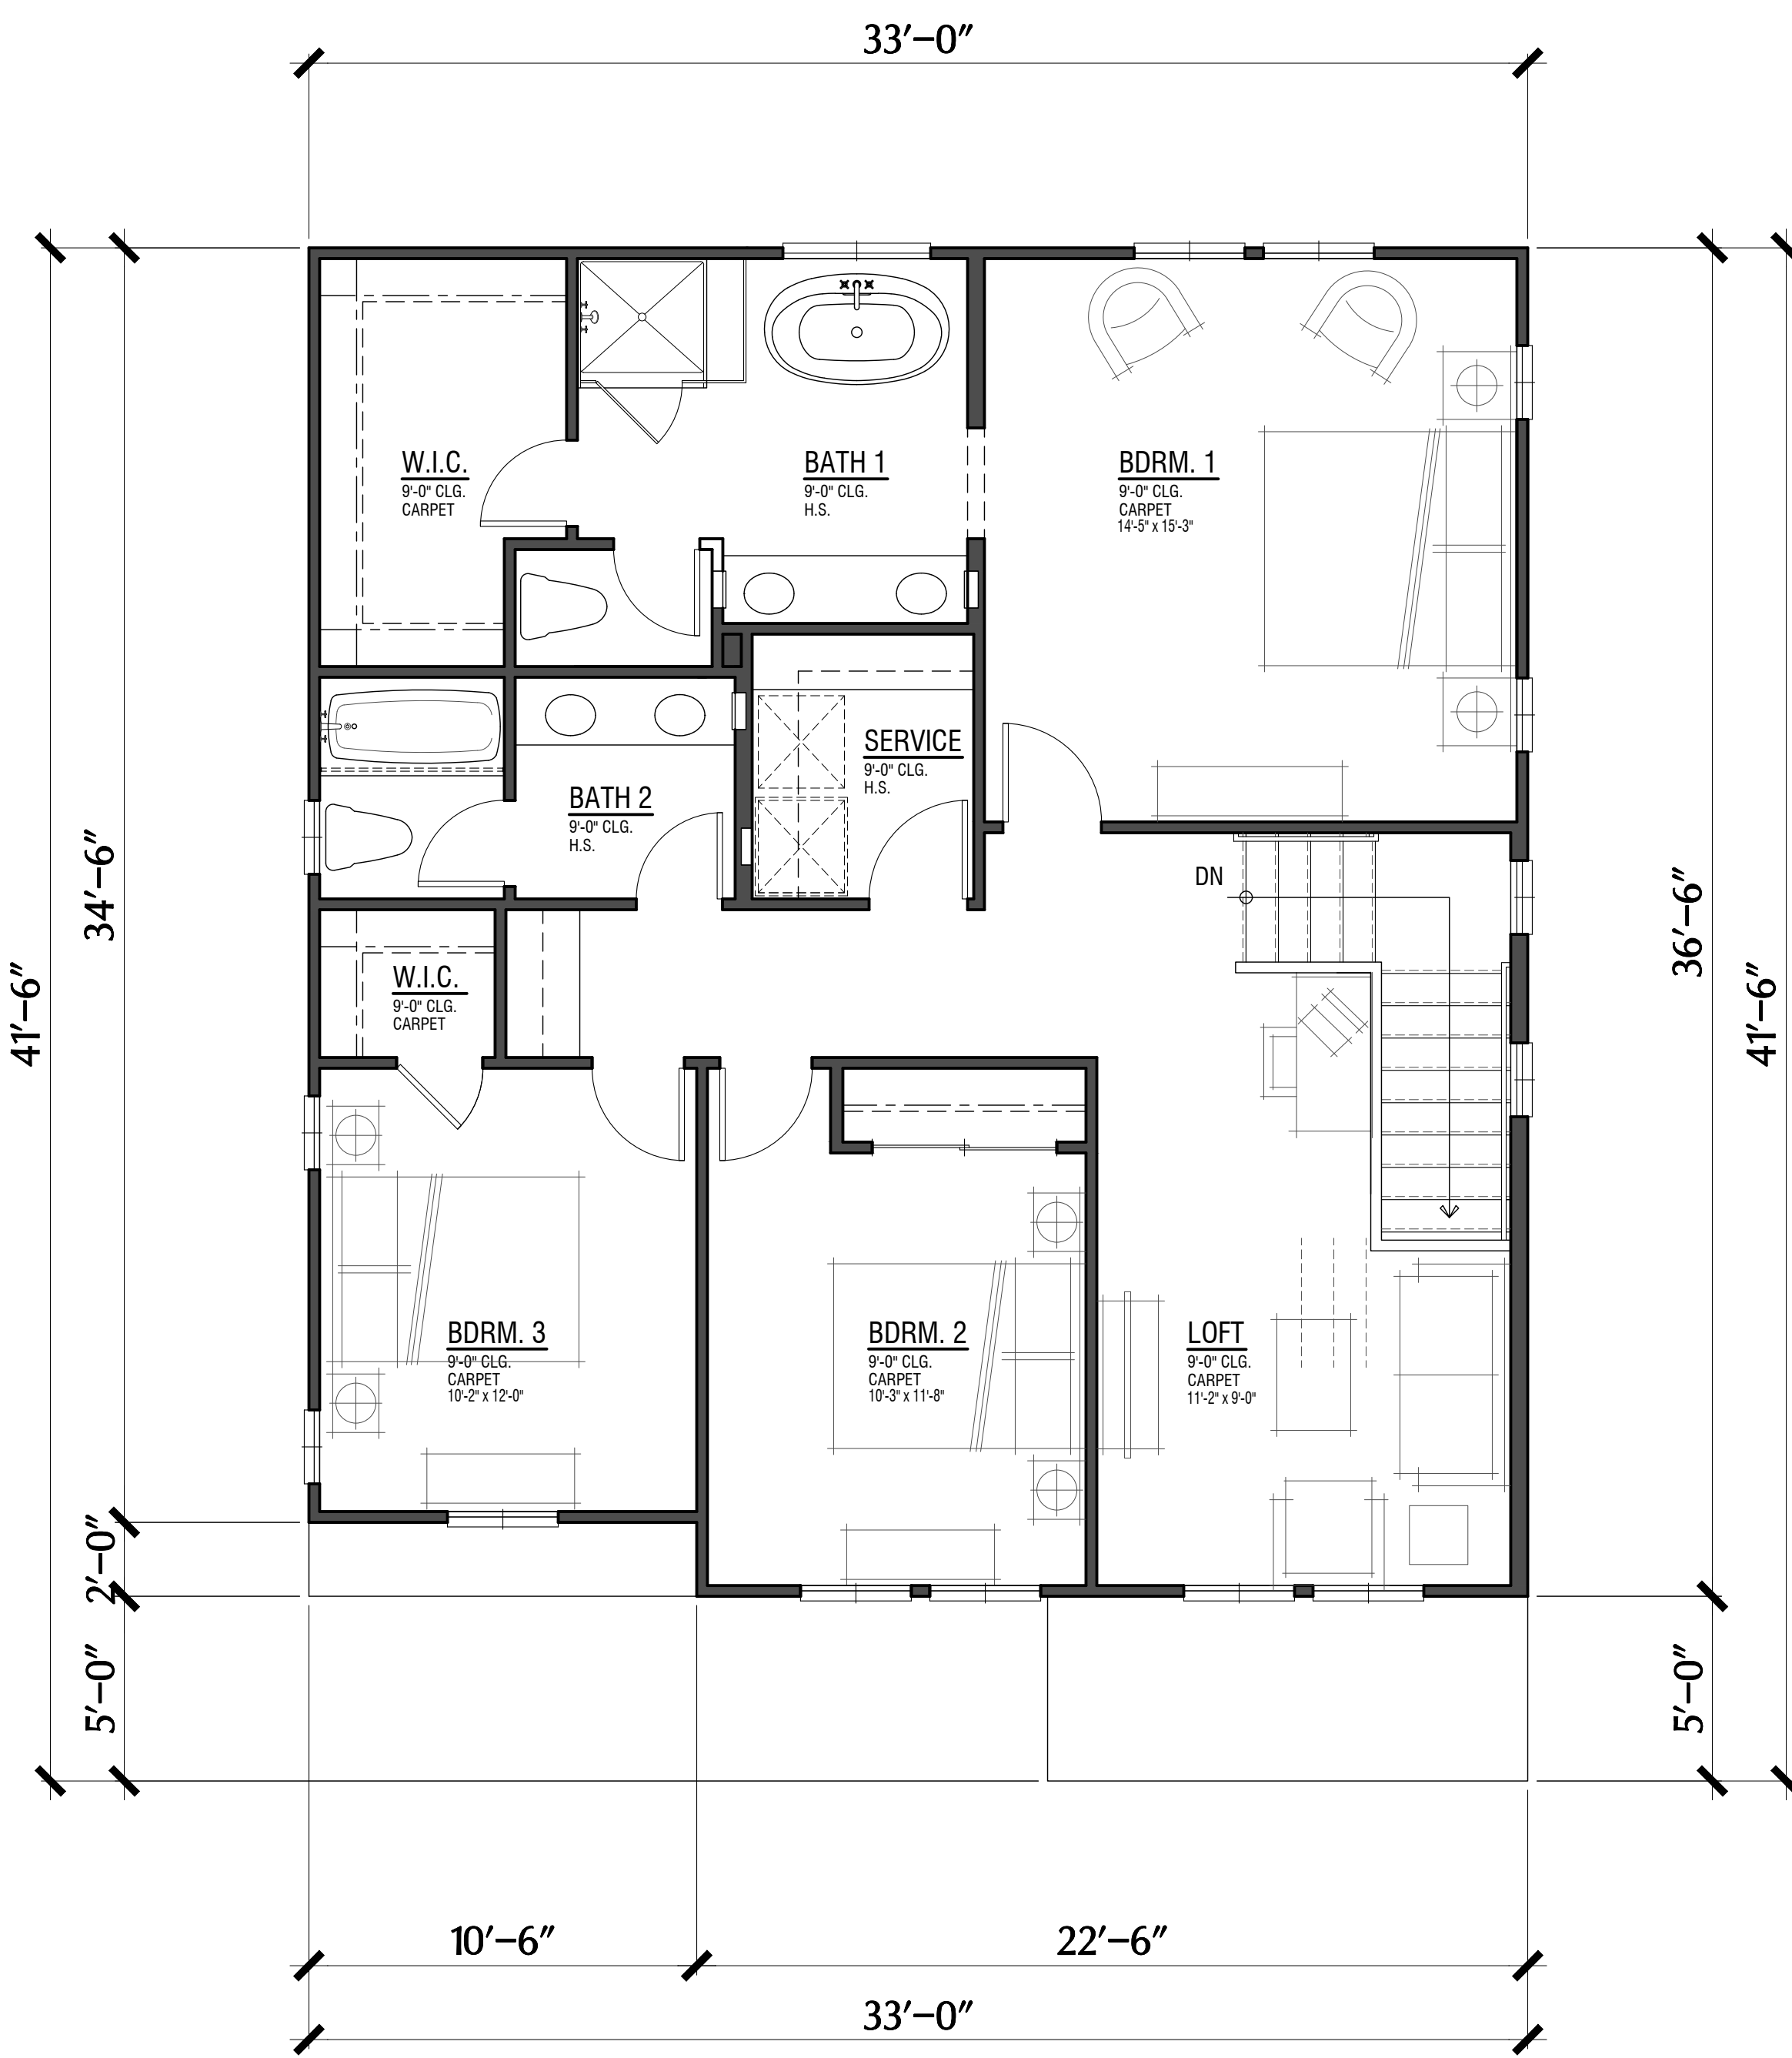 33'–0"
W.I.C.
9'-0" CLG.
CARPET
BATH 1
9'-0" CLG.
H.S.
BDRM. 1
9'-0" CLG.
CARPET
14'-5" x 15'-3"
SERVICE
9'-0" CLG.
H.S.
BATH 2
9'-0" CLG.
H.S.
DN
34'–6"
36'–6"
41'–6"
41'–6"
W.I.C.
9'-0" CLG.
CARPET
BDRM. 3
9'-0" CLG.
CARPET
10'-2" x 12'-0"
BDRM. 2
9'-0" CLG.
CARPET
10'-3" x 11'-8"
LOFT
9'-0" CLG.
CARPET
11'-2" x 9'-0"
2'–0"
5'–0"
5'–0"
10'–6"
22'–6"
33'–0"